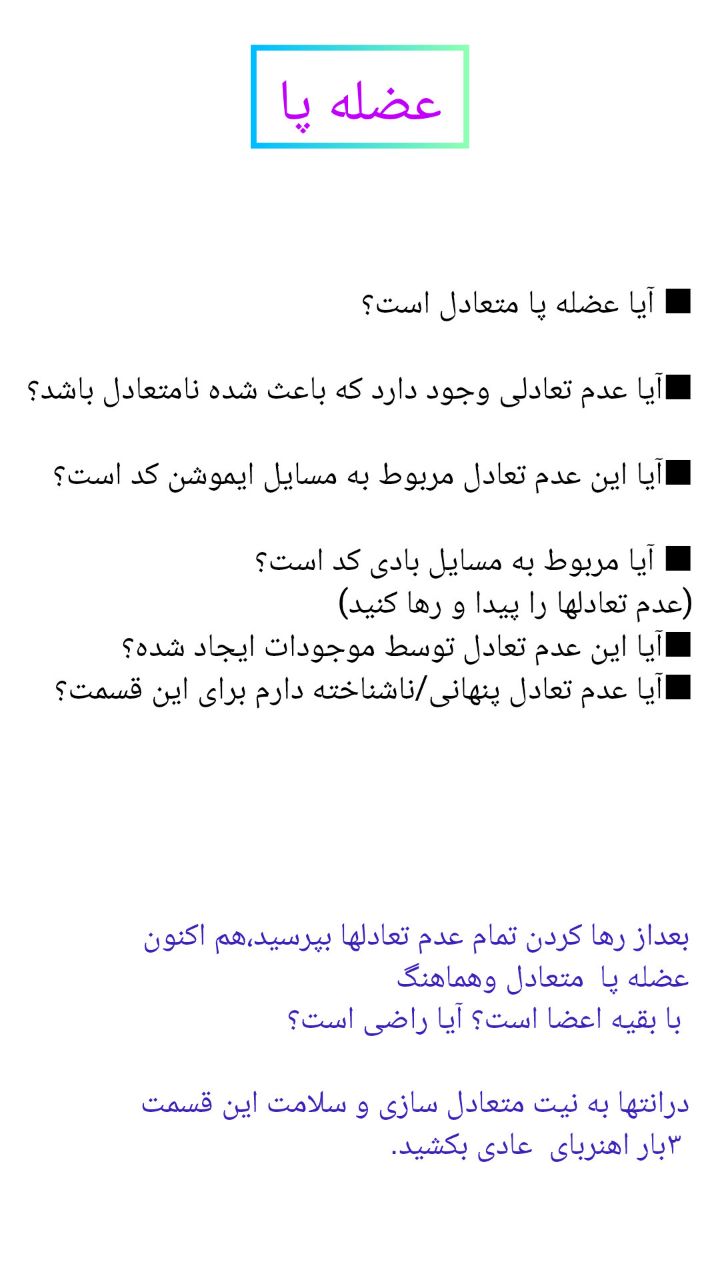 عضله پا
■ آیا عضله پا متعادل است؟
■آیا عدم تعادلی وجود دارد که باعث شده نامتعادل باشد؟
■آیا این عدم تعادل مربوط به مسایل ایموشن کد است؟
■ آیا مربوط به مسایل بادی کد است؟
(عدم تعادلها را پیدا و رها کنید)
■آیا این عدم تعادل توسط موجودات ایجاد شده؟
■آیا عدم تعادل پنهانی/ناشناخته دارم برای این قسمت؟
بعداز رها کردن تمام عدم تعادلها بپرسید،هم اکنون
عضله پا متعادل وهماهنگ
با بقیه اعضا است؟ آیا راضی است؟
درانتها به نیت متعادل سازی و سلامت این قسمت
۳بار اهنربای عادی بکشید.